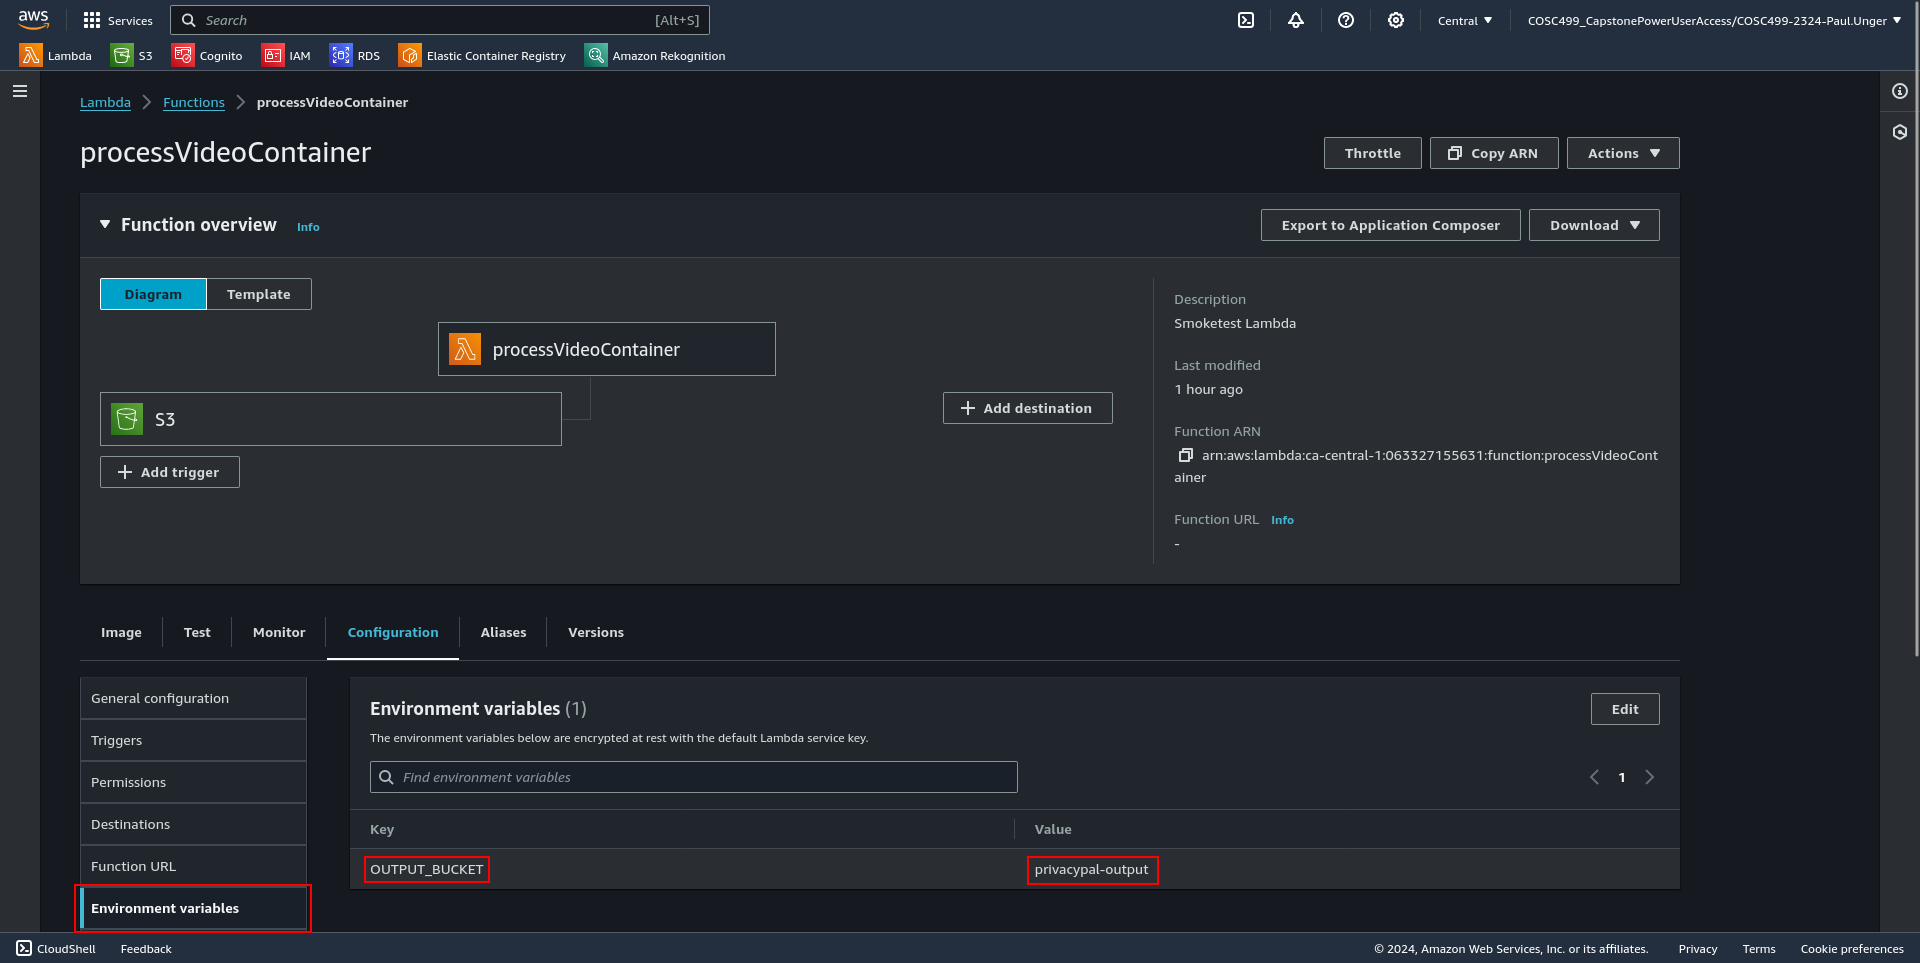 aws Services Search [Alt+S] Central COSC499_CapstonePowerUserAccess/COSC499-2324-Paul.Unger
Lambda S3 Cognito IAM RDS Elastic Container Registry Amazon Rekognition
Lambda Functions processVideoContainer
processVideoContainer
Throttle Copy ARN Actions
Function overview Info
Export to Application Composer Download
Diagram Template
processVideoContainer
S3
Add trigger
Add destination
Description
Smoketest Lambda
Last modified
1 hour ago
Function ARN
arn:aws:lambda:ca-central-1:063327155631:function:processVideoCont
ainer
Function URL Info
-
Image Test Monitor Configuration Aliases Versions
General configuration
Triggers
Permissions
Destinations
Function URL
Environment variables
Environment variables (1)
Edit
The environment variables below are encrypted at rest with the default Lambda service key.
Find environment variables
1
Key Value
OUTPUT_BUCKET privacypal-output
CloudShell Feedback © 2024, Amazon Web Services, Inc. or its affiliates. Privacy Terms Cookie preferences